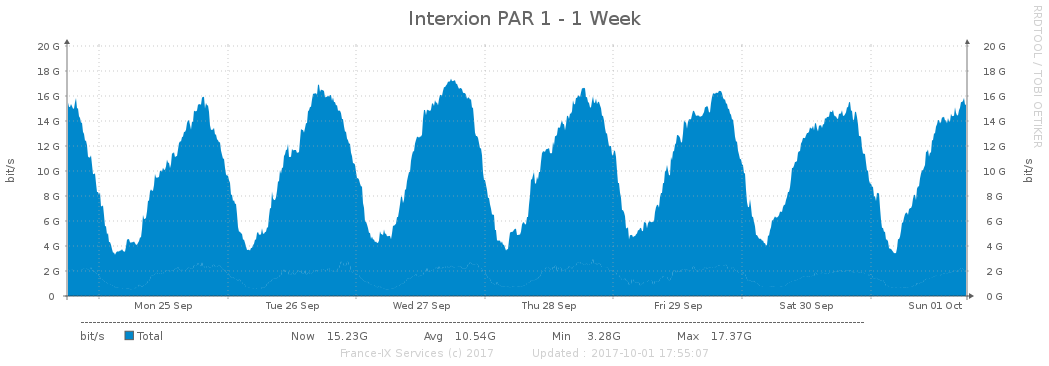 Interxion PAR 1 - 1 Week
RRDTOOL / TOBI OETIKER
bit/s
bit/s
20 G 20 G
18 G 18 G
16 G 16 G
14 G 14 G
12 G 12 G
10 G 10 G
8 G 8 G
6 G 6 G
4 G 4 G
2 G 2 G
0 0 G
Mon 25 Sep Tue 26 Sep Wed 27 Sep Thu 28 Sep Fri 29 Sep Sat 30 Sep Sun 01 Oct
bit/s Total Now 15.23G Avg 10.54G Min 3.28G Max 17.37G
France-IX Services (c) 2017 Updated : 2017-10-01 17:55:07